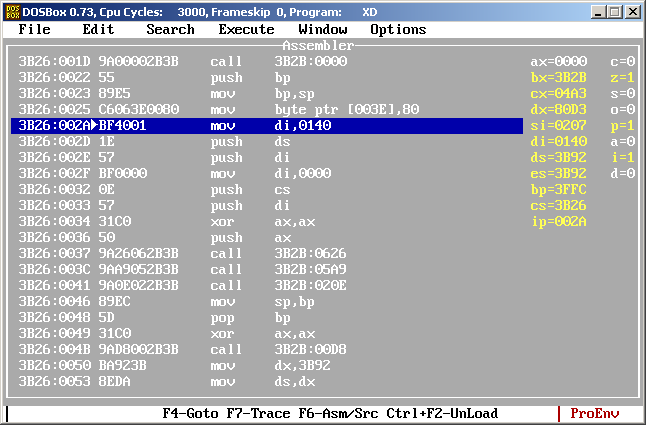 DOSBox 0.73, Cpu Cycles: 3000, Frameskip 0, Program: XD
File Edit Search Execute Window Options
Assembler
3B26:001D 9A00002B3B call 3B2B:0000 ax=0000 c=0
3B26:0022 55 push bp bx=3B2B z=1
3B26:0023 89E5 mov bp,sp cx=04A3 s=0
3B26:0025 C6063E0080 mov byte ptr [003E],80 dx=80D3 o=0
3B26:002A▶BF4001 mov di,0140 si=0207 p=1
3B26:002D 1E push ds di=0140 a=0
3B26:002E 57 push di ds=3B92 i=1
3B26:002F BF0000 mov di,0000 es=3B92 d=0
3B26:0032 0E push cs bp=3FFC
3B26:0033 57 push di cs=3B26
3B26:0034 31C0 xor ax,ax ip=002A
3B26:0036 50 push ax
3B26:0037 9A26062B3B call 3B2B:0626
3B26:003C 9AA9052B3B call 3B2B:05A9
3B26:0041 9A0E022B3B call 3B2B:020E
3B26:0046 89EC mov sp,bp
3B26:0048 5D pop bp
3B26:0049 31C0 xor ax,ax
3B26:004B 9AD8002B3B call 3B2B:00D8
3B26:0050 BA923B mov dx,3B92
3B26:0053 8EDA mov ds,dx
F4-Goto F7-Trace F6-Asm/Src Ctrl+F2-UnLoad ProEnv